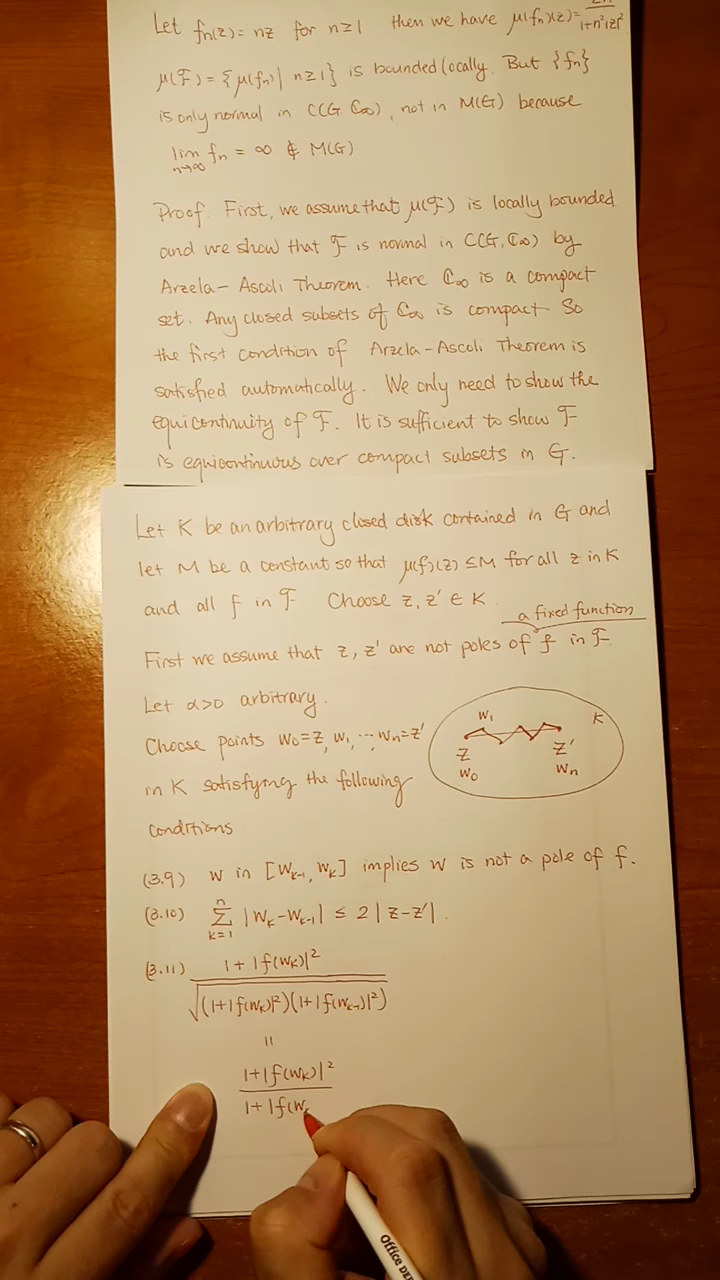 Let fn(z) = nz for n≥1 then we have μ(fn)(z) = 2n/1+n²|z|²
μ(F) = {μ(fn) | n≥1} is bounded locally. But {fn}
is only normal in C(G, C∞), not in M(G) because
lim n→∞ fn = ∞ ∉ M(G)
Proof. First, we assume that μ(F) is locally bounded
and we show that F is normal in C(G, C∞) by
Arzela-Ascoli Theorem. Here C∞ is a compact
set. Any closed subsets of C∞ is compact So
the first condition of Arzela-Ascoli Theorem is
satisfied automatically. We only need to show the
equicontinuity of F. It is sufficient to show F
is equicontinuous over compact subsets in G.
Let K be an arbitrary closed disk contained in G and
let M be a constant so that μ(f)(z) ≤ M for all z in K
and all f in F Choose z, z' ∈ K.
a fixed function
First we assume that z, z' are not poles of f in F.
Let α>0 arbitrary.
Choose points w₀=z, w₁, ..., wn=z'
in K satisfying the following
conditions
w₁ K
z z'
w₀ wn
(3.9) w in [wk-1, wk] implies w is not a pole of f.
(3.10) Σ k=1 n |wk-wk-1| ≤ 2|z-z'|.
(3.11) 1+|f(wk)|² / √(1+|f(wk)|²)(1+|f(wk-1)|²)
=
1+|f(wk)|² / 1+|f(w
Office DE